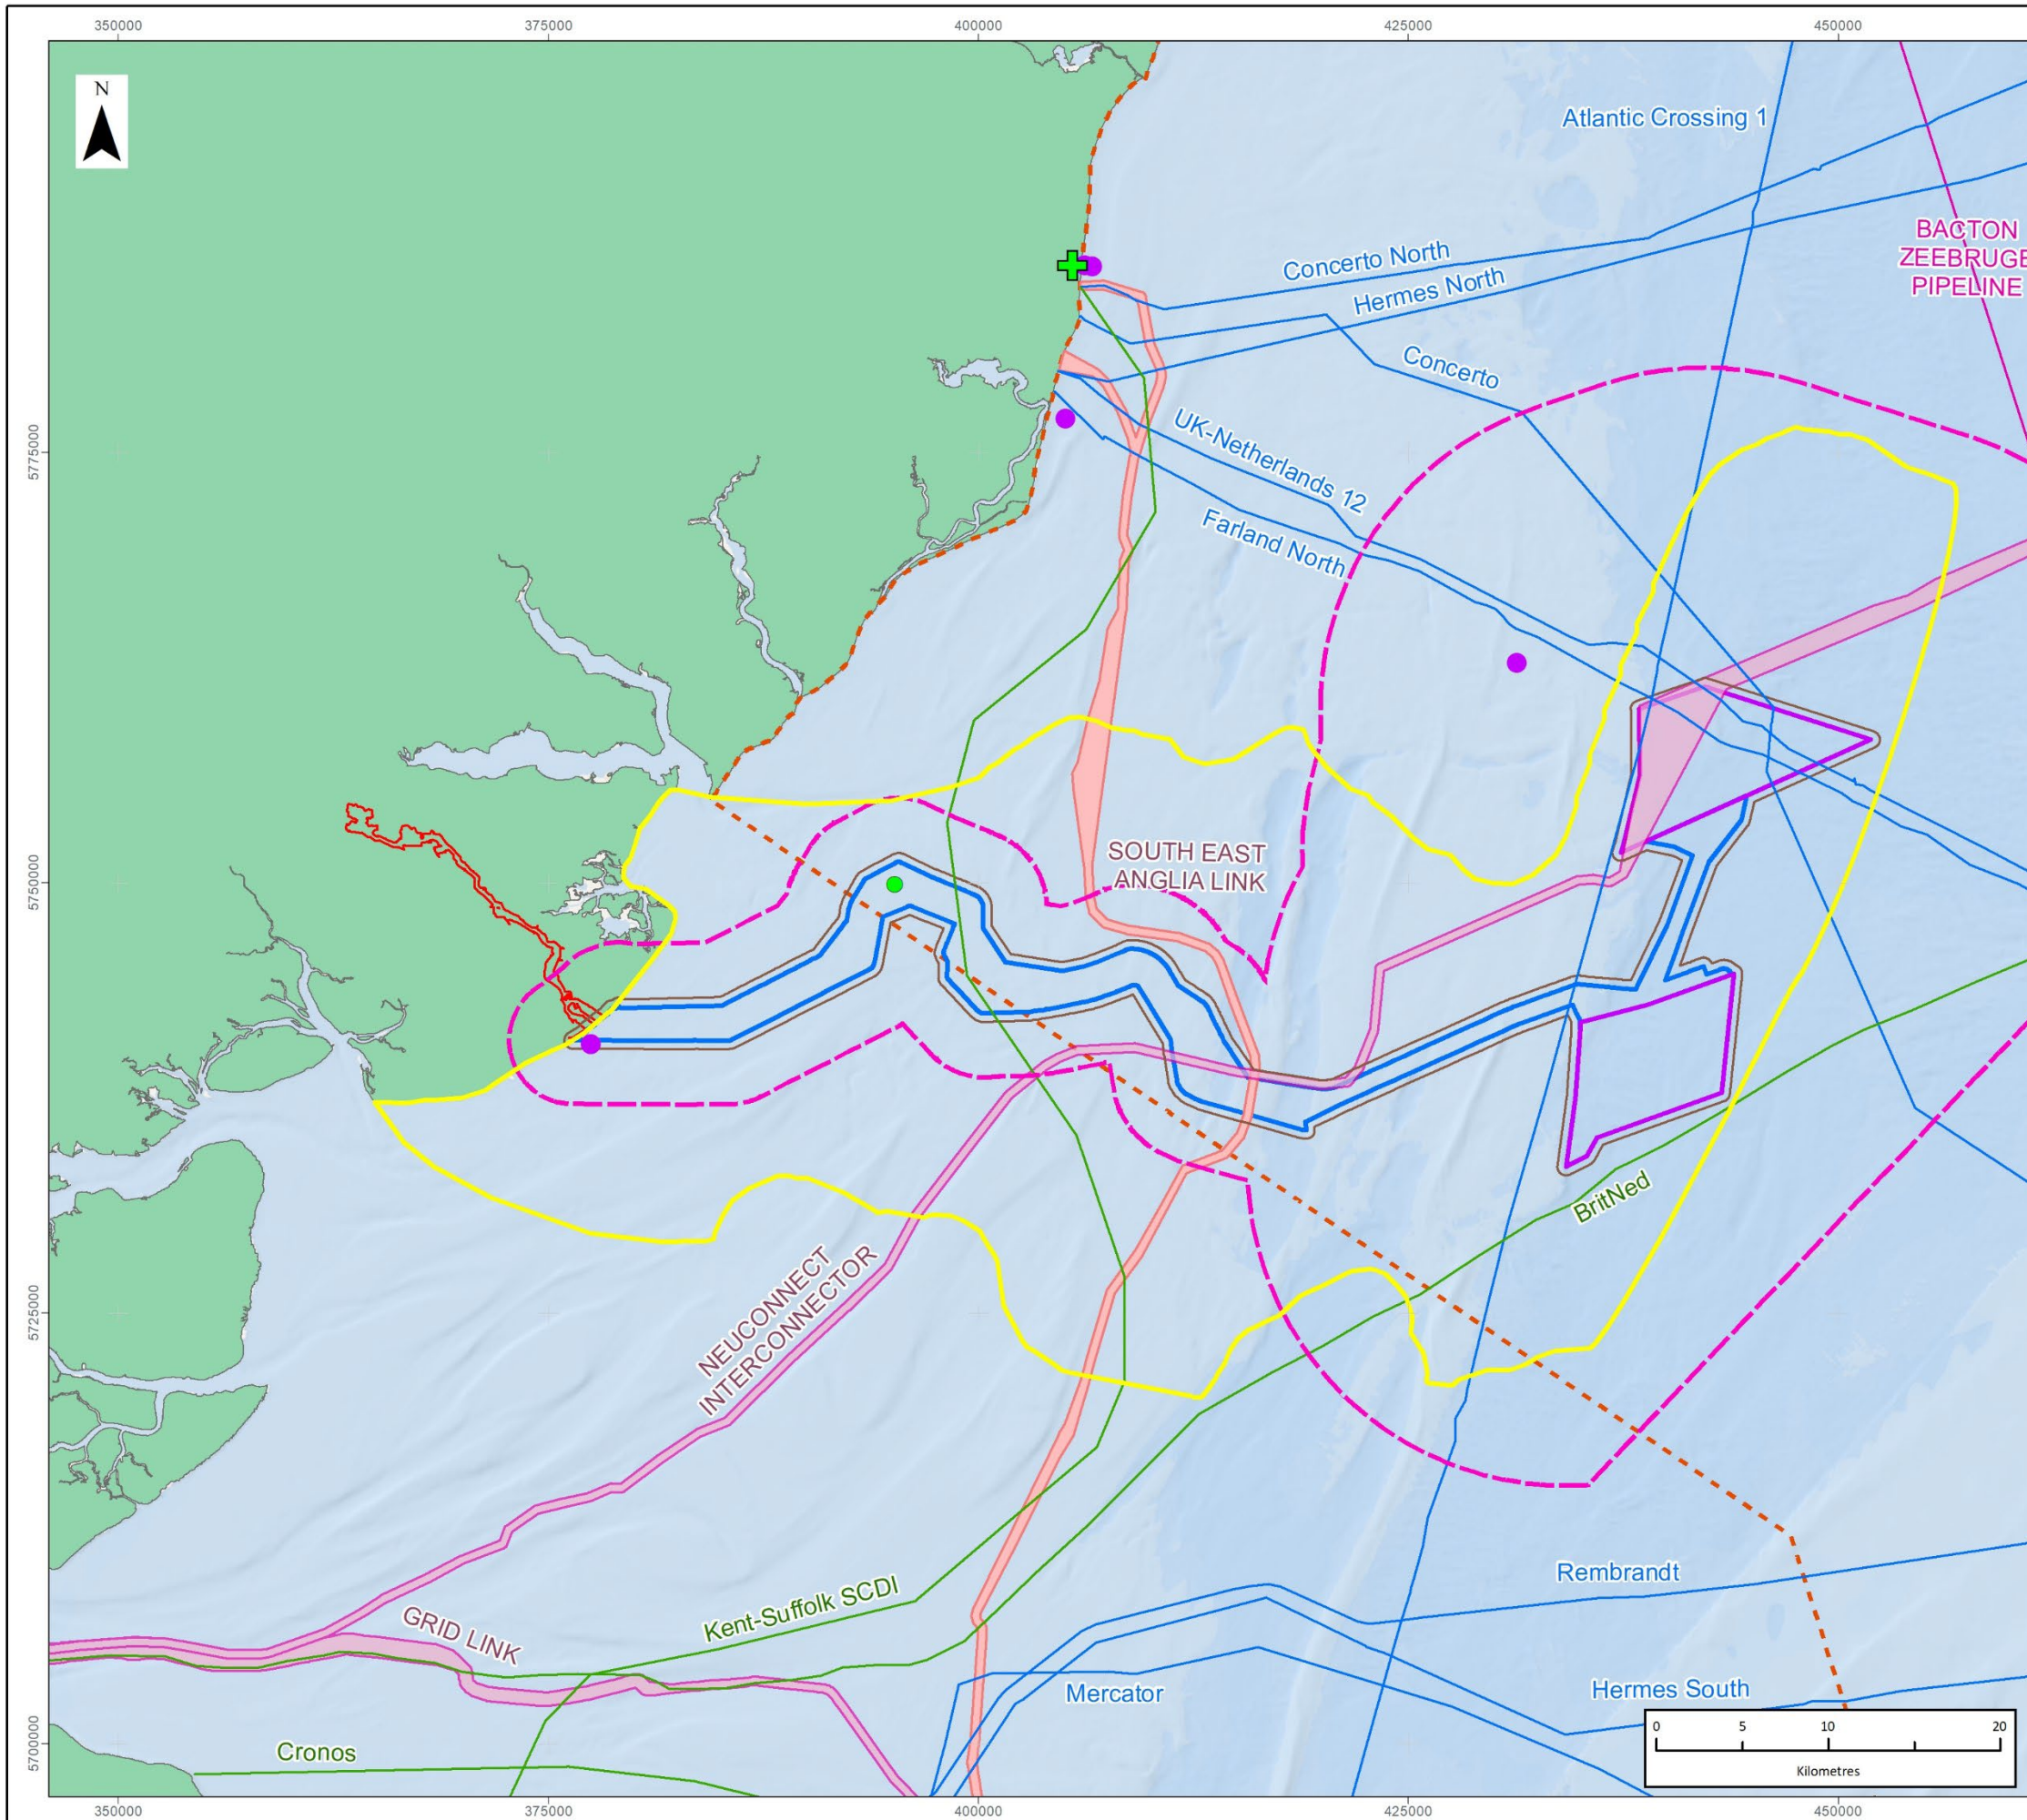 350000
375000
400000
425000
450000
N
Atlantic Crossing 1
BACTON
ZEEBRUGE
PIPELINE
Concerto North
Hermes North
Concerto
5775000
UK-Netherlands 12
Farland North
SOUTH EAST
ANGLIA LINK
5750000
BritNed
NEUCONNECT
INTERCONNECTOR
5725000
Rembrandt
Kent-Suffolk SCDI
GRID LINK
Mercator
Hermes South
5700000
Cronos
0
5
10
20
Kilometres
350000
375000
400000
425000
450000